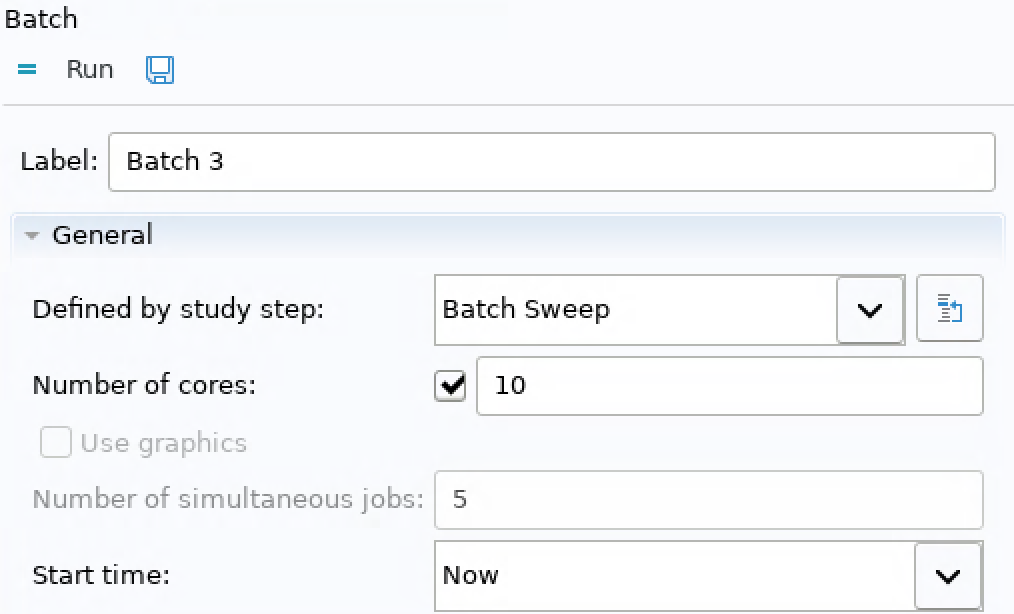 Batch
= Run
Label: Batch 3
General
Defined by study step: Batch Sweep
Number of cores: 10
Use graphics
Number of simultaneous jobs: 5
Start time: Now